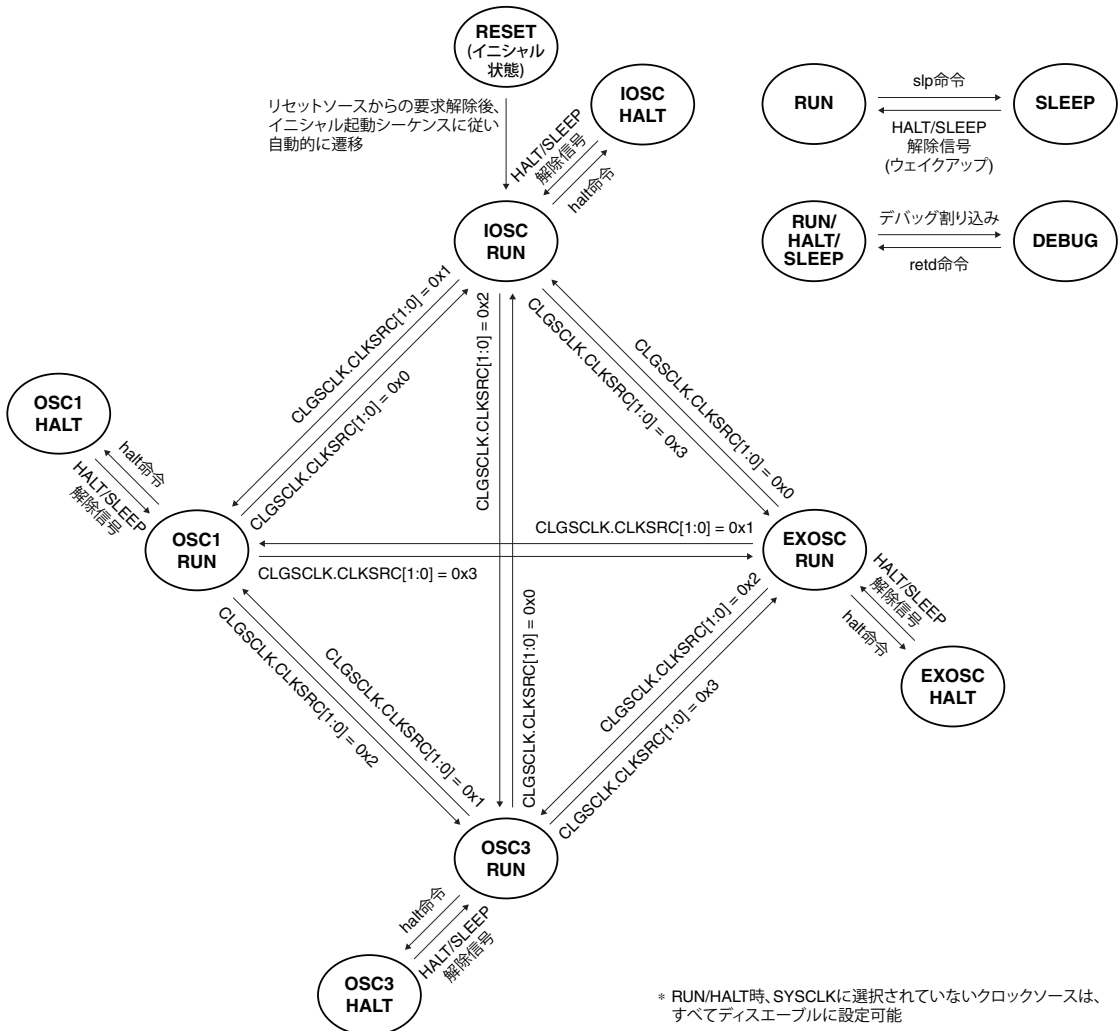 RESET
(イニシャル
状態)
リセットソースからの要求解除後、
イニシャル起動シーケンスに従い
自動的に遷移
IOSC
HALT
HALT/SLEEP
解除信号
halt命令
IOSC
RUN
RUN
slp命令
HALT/SLEEP
解除信号
(ウェイクアップ)
SLEEP
RUN/
HALT/
SLEEP
デバッグ割り込み
retd命令
DEBUG
CLGSCLK.CLKSRC[1:0] = 0x1
CLGSCLK.CLKSRC[1:0] = 0x0
CLGSCLK.CLKSRC[1:0] = 0x2
CLGSCLK.CLKSRC[1:0] = 0x0
CLGSCLK.CLKSRC[1:0] = 0x3
CLGSCLK.CLKSRC[1:0] = 0x0
OSC1
HALT
halt命令
HALT/SLEEP
解除信号
OSC1
RUN
CLGSCLK.CLKSRC[1:0] = 0x1
CLGSCLK.CLKSRC[1:0] = 0x3
EXOSC
RUN
HALT/SLEEP
解除信号
halt命令
EXOSC
HALT
CLGSCLK.CLKSRC[1:0] = 0x2
CLGSCLK.CLKSRC[1:0] = 0x1
CLGSCLK.CLKSRC[1:0] = 0x2
CLGSCLK.CLKSRC[1:0] = 0x3
OSC3
RUN
halt命令
HALT/SLEEP
解除信号
OSC3
HALT
* RUN/HALT時、SYSCLKに選択されていないクロックソースは、
すべてディスエーブルに設定可能